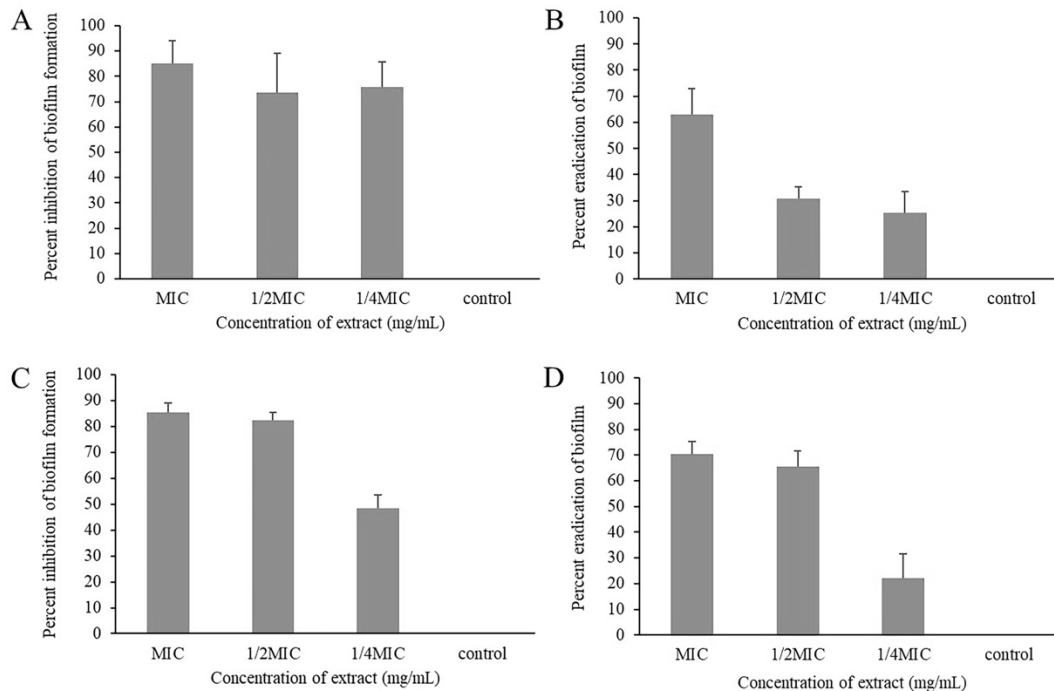 A
Percent inhibition of biofilm formation
100
90
80
70
60
50
40
30
20
10
0
MIC 1/2MIC 1/4MIC control
Concentration of extract (mg/mL)
B
Percent eradication of biofilm
100
90
80
70
60
50
40
30
20
10
0
MIC 1/2MIC 1/4MIC control
Concentration of extract (mg/mL)
C
Percent inhibition of biofilm formation
100
90
80
70
60
50
40
30
20
10
0
MIC 1/2MIC 1/4MIC control
Concentration of extract (mg/mL)
D
Percent eradication of biofilm
100
90
80
70
60
50
40
30
20
10
0
MIC 1/2MIC 1/4MIC control
Concentration of extract (mg/mL)